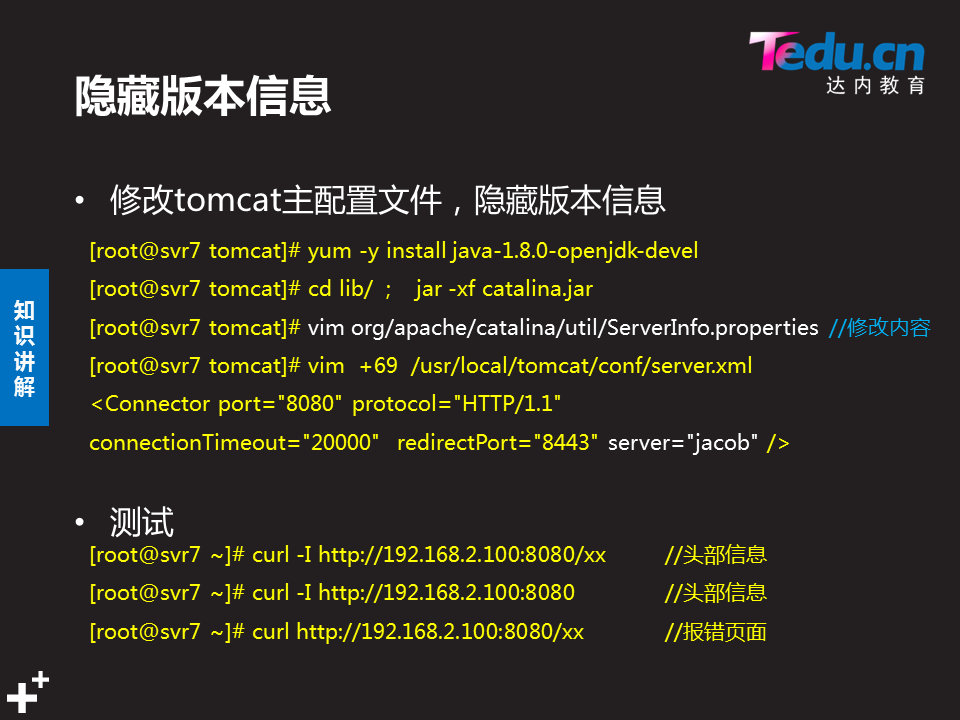 Tedu.cn
达内教育
隐藏版本信息
• 修改tomcat主配置文件，隐藏版本信息
[root@svr7 tomcat]# yum -y install java-1.8.0-openjdk-devel
[root@svr7 tomcat]# cd lib/ ; jar -xf catalina.jar
[root@svr7 tomcat]# vim org/apache/catalina/util/ServerInfo.properties //修改内容
[root@svr7 tomcat]# vim +69 /usr/local/tomcat/conf/server.xml
<Connector port="8080" protocol="HTTP/1.1"
connectionTimeout="20000" redirectPort="8443" server="jacob" />
知识讲解
• 测试
[root@svr7 ~]# curl -I http://192.168.2.100:8080/xx //头部信息
[root@svr7 ~]# curl -I http://192.168.2.100:8080 //头部信息
[root@svr7 ~]# curl http://192.168.2.100:8080/xx //报错页面